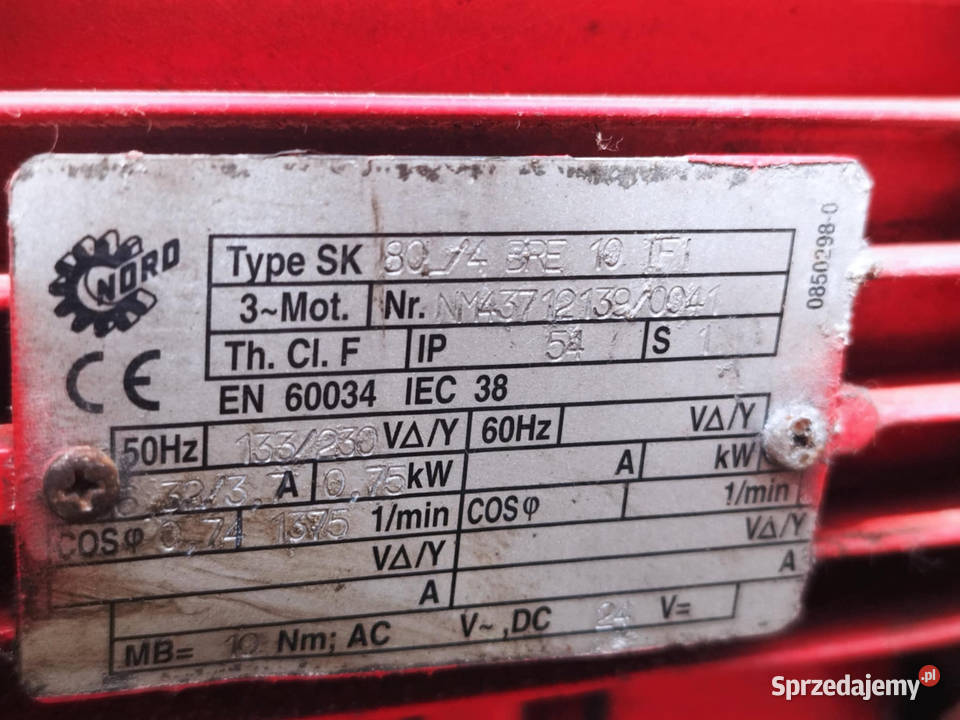 NORD
Type SK 80L/4 BRE 10 IF1
3~Mot. Nr. NM43712139/0041
Th. Cl. F IP 54 S 1
EN 60034 IEC 38
50Hz 133/230 VΔ/Y 60Hz VΔ/Y
A 0,75 kW A kW
COSφ 0,74 1375 1/min COSφ 1/min
VΔ/Y VΔ/Y
A A
MB= 10 Nm; AC V~,DC 24 V=
0850298-0
CE
Sprzedajemy.pl